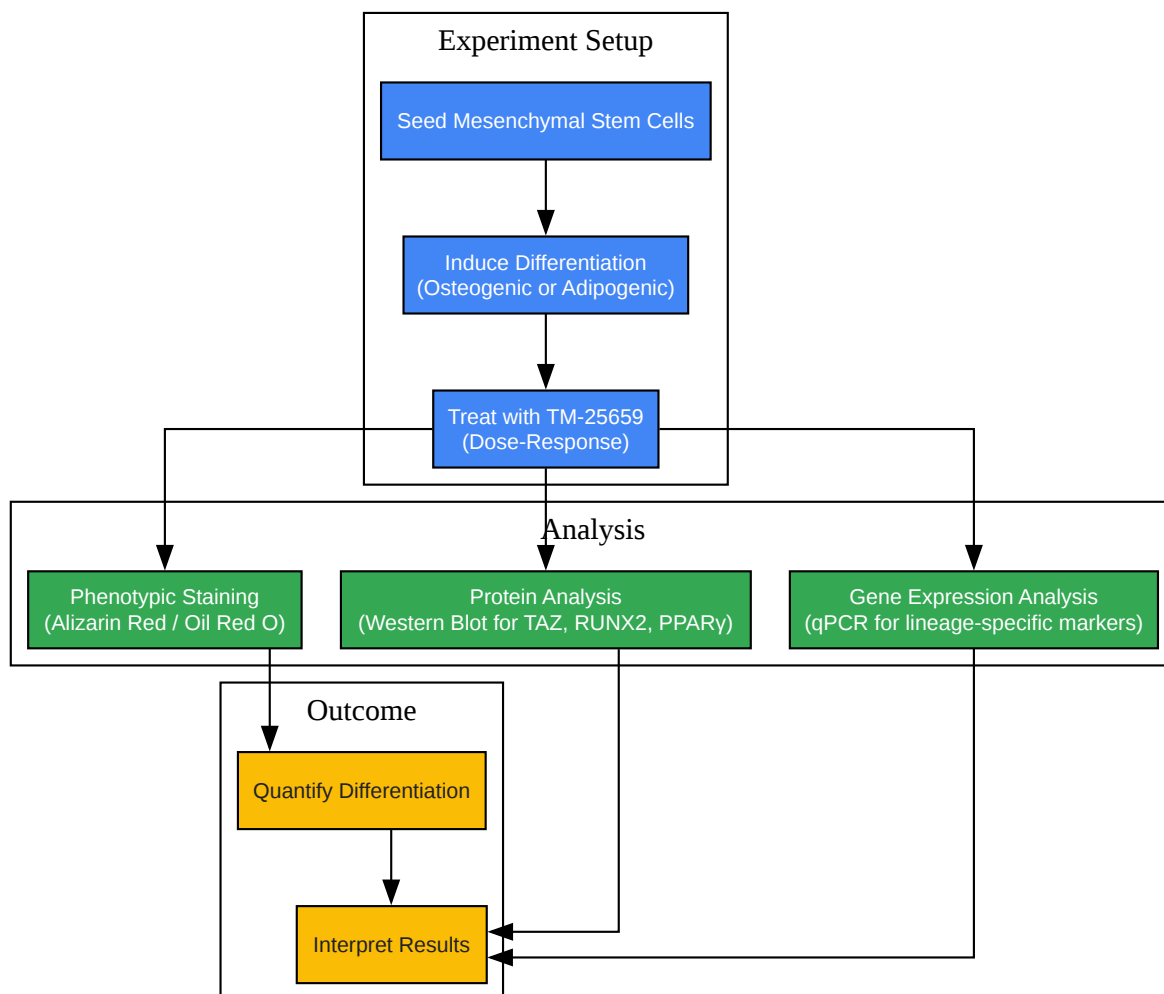 Experiment Setup
Seed Mesenchymal Stem Cells
Induce Differentiation
(Osteogenic or Adipogenic)
Treat with TM-25659
(Dose-Response)
Analysis
Phenotypic Staining
(Alizarin Red / Oil Red O)
Protein Analysis
(Western Blot for TAZ, RUNX2, PPARγ)
Gene Expression Analysis
(qPCR for lineage-specific markers)
Outcome
Quantify Differentiation
Interpret Results